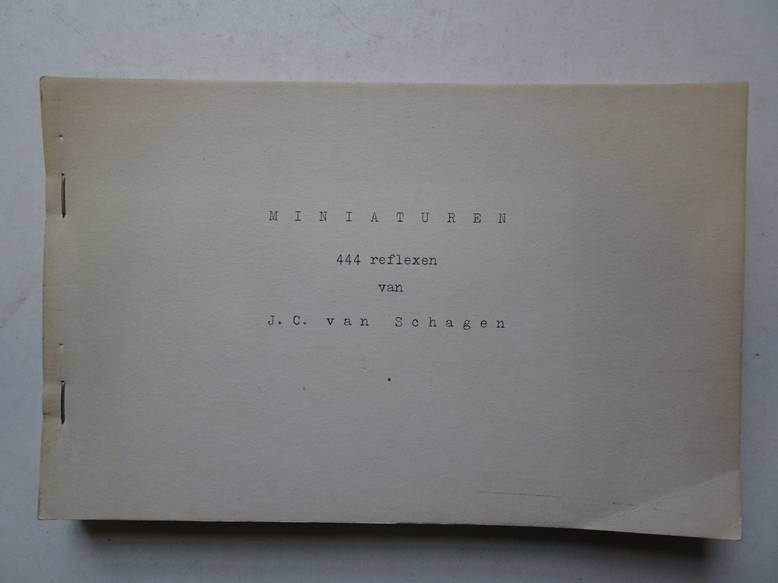 M I N I A T U R E N
444 reflexen
van
J. C. van Schagen